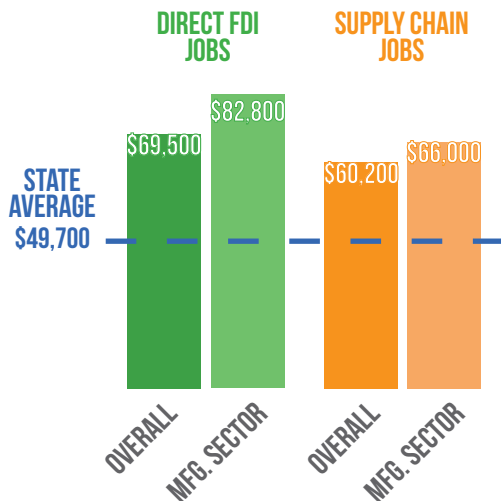 DIRECT FDI
JOBS
SUPPLY CHAIN
JOBS
$69,500
$82,800
$60,200
$66,000
STATE
AVERAGE
$49,700
OVERALL
MFG. SECTOR
OVERALL
MFG. SECTOR